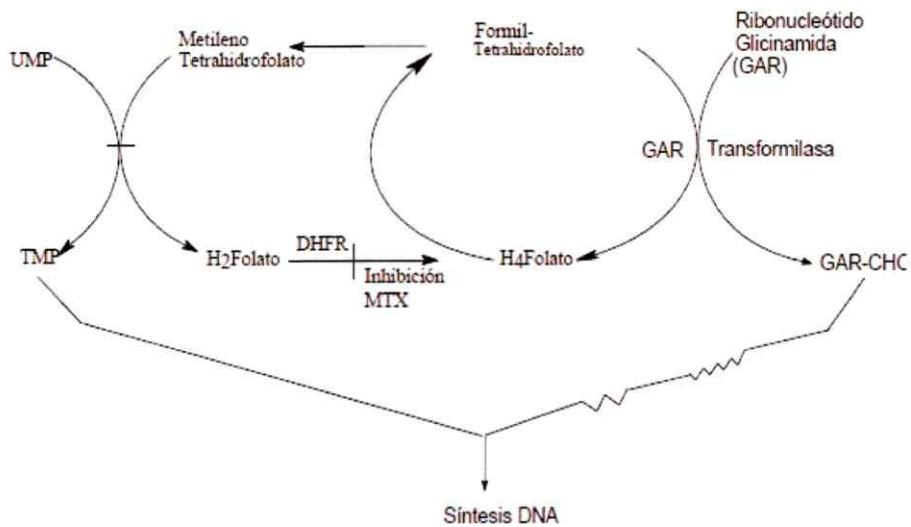 UMP
Metileno
Tetrahidrofolato
Formil-
Tetrahidrofolato
Ribonucleótido
Glicinamida
(GAR)
GAR Transformilasa
TMP
H2Folato
DHFR
Inhibición
MTX
H4Folato
GAR-CHO
Síntesis DNA